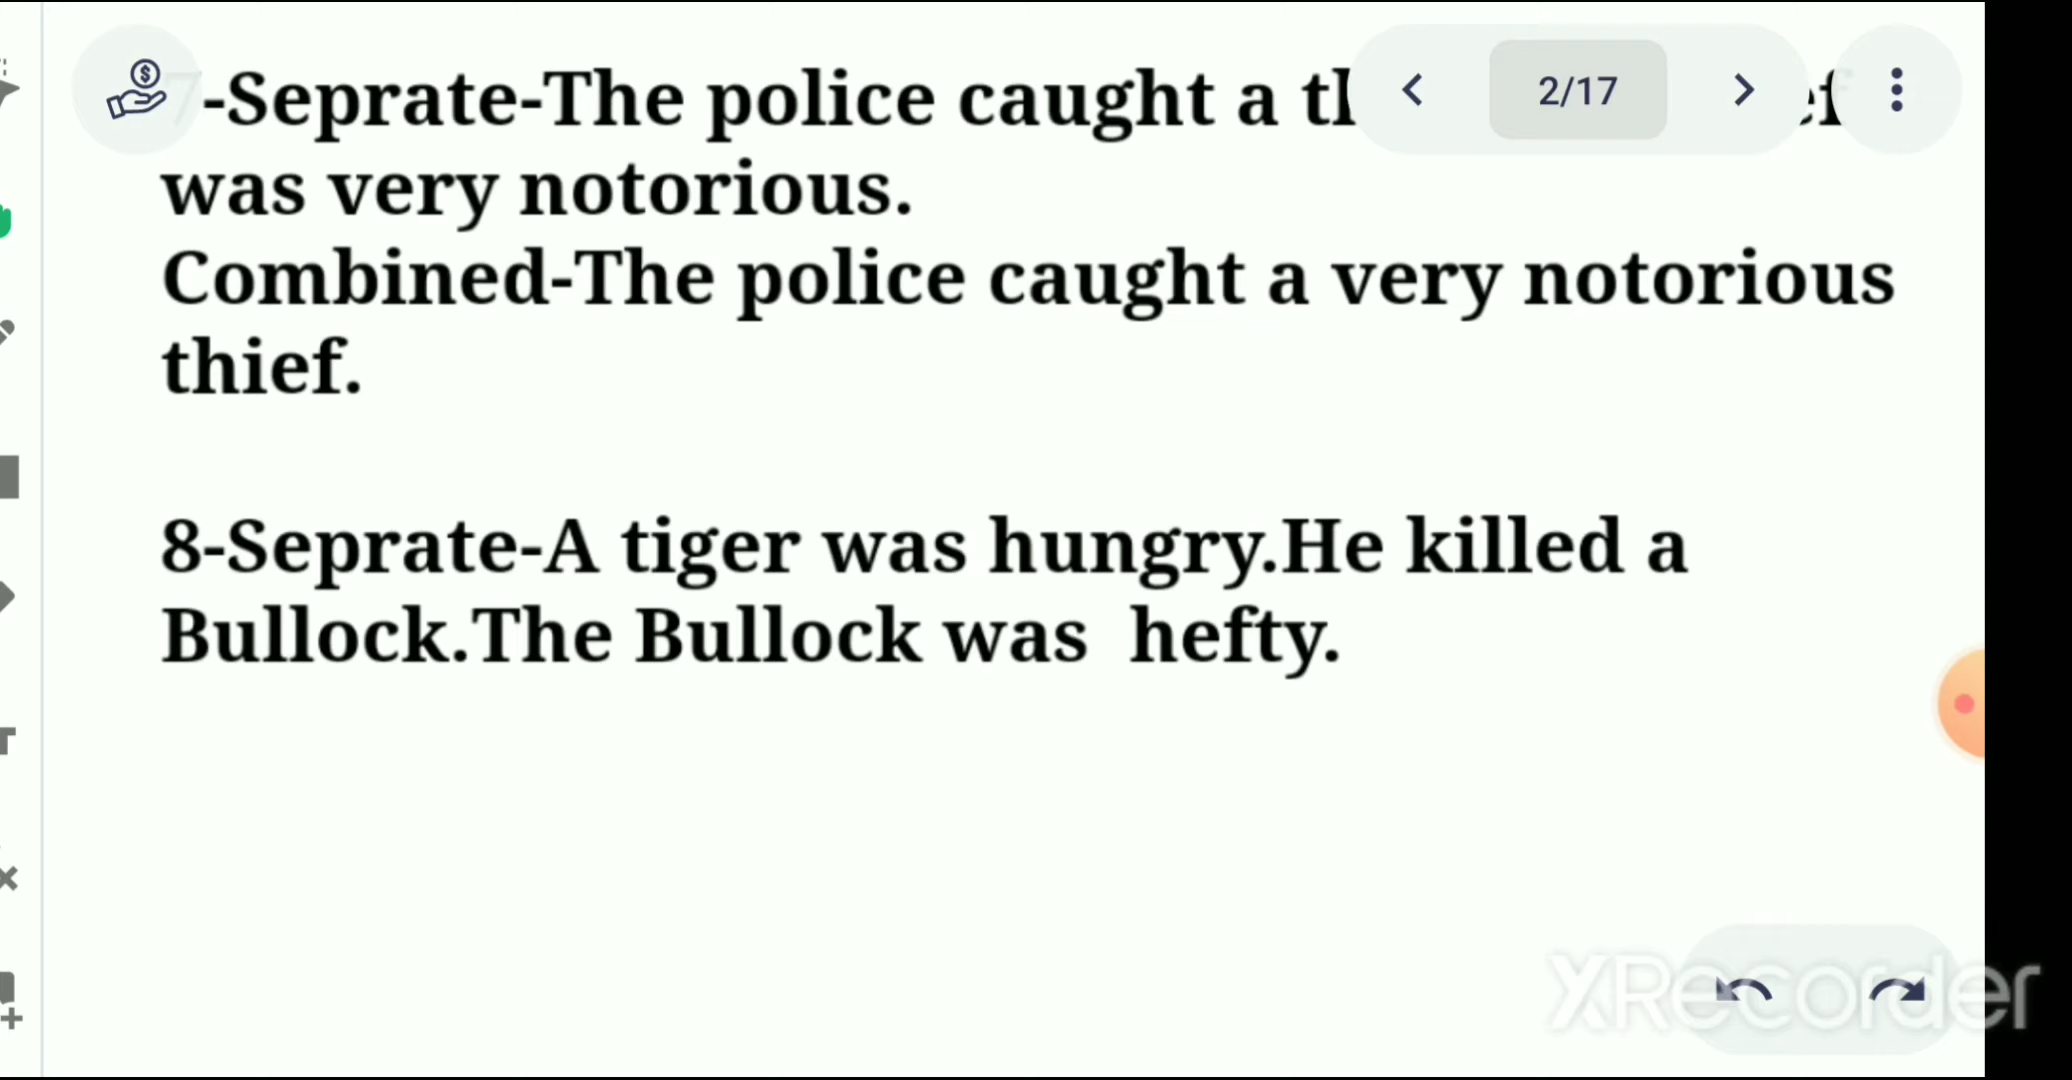 7-Seprate-The police caught a
2/17
was very notorious.
Combined-The police caught a very notorious
thief.
8-Seprate-A tiger was hungry.He killed a
Bullock.The Bullock was hefty.
XRecorder